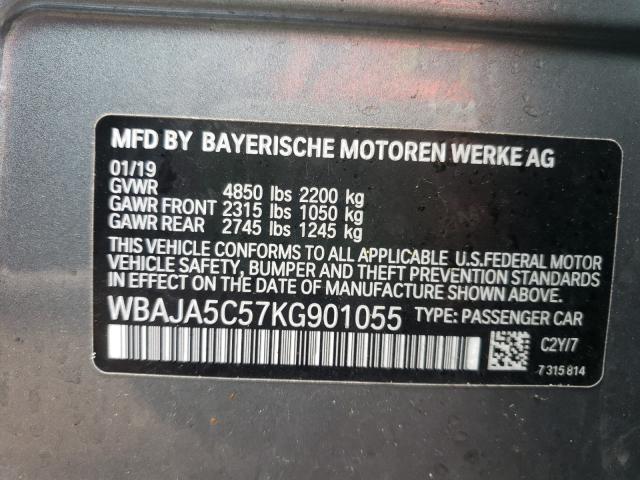 MFD BY BAYERISCHE MOTOREN WERKE AG
01/19
GVWR 4850 lbs 2200 kg
GAWR FRONT 2315 lbs 1050 kg
GAWR REAR 2745 lbs 1245 kg
THIS VEHICLE CONFORMS TO ALL APPLICABLE U.S.FEDERAL MOTOR
VEHICLE SAFETY, BUMPER AND THEFT PREVENTION STANDARDS
IN EFFECT ON THE DATE OF MANUFACTURE SHOWN ABOVE.
WBAJA5C57KG901055 TYPE: PASSENGER CAR
C2Y/7
7 315 814